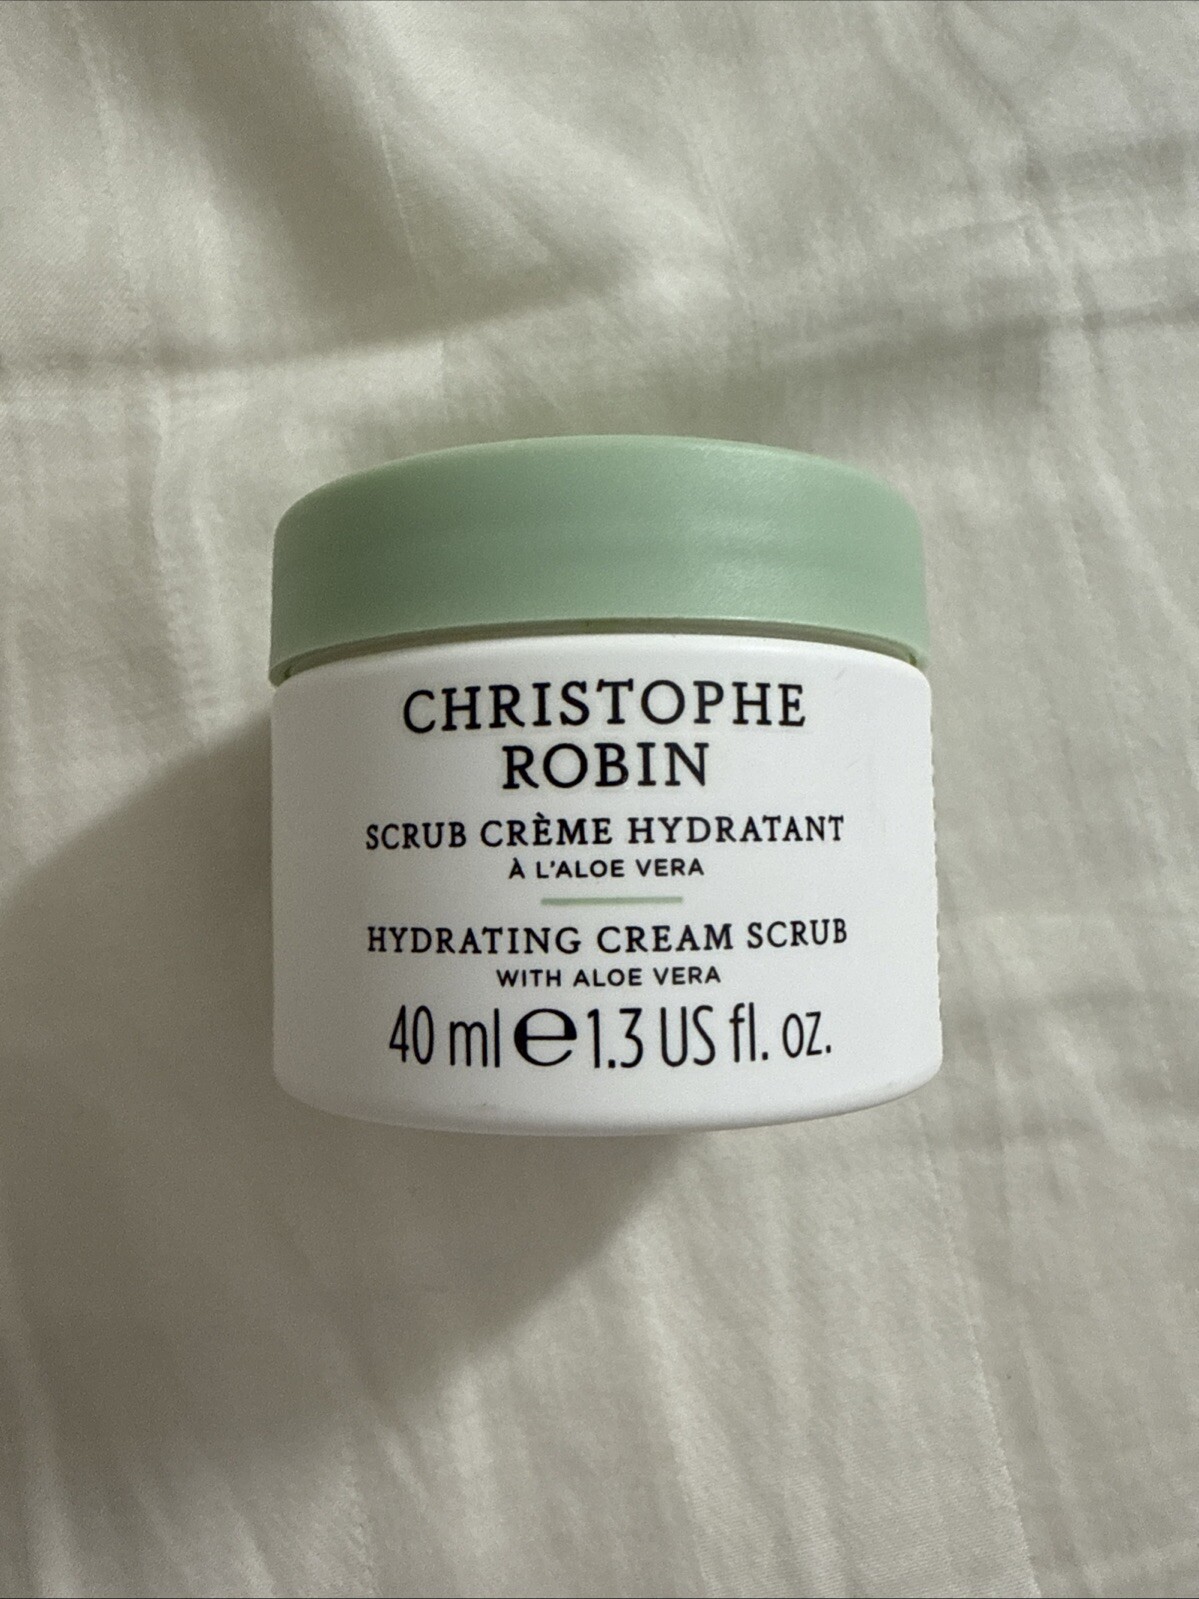 CHRISTOPHE
ROBIN
SCRUB CRÈME HYDRATANT
À L'ALOE VERA
HYDRATING CREAM SCRUB
WITH ALOE VERA
40 ml ℮ 1.3 US fl. oz.